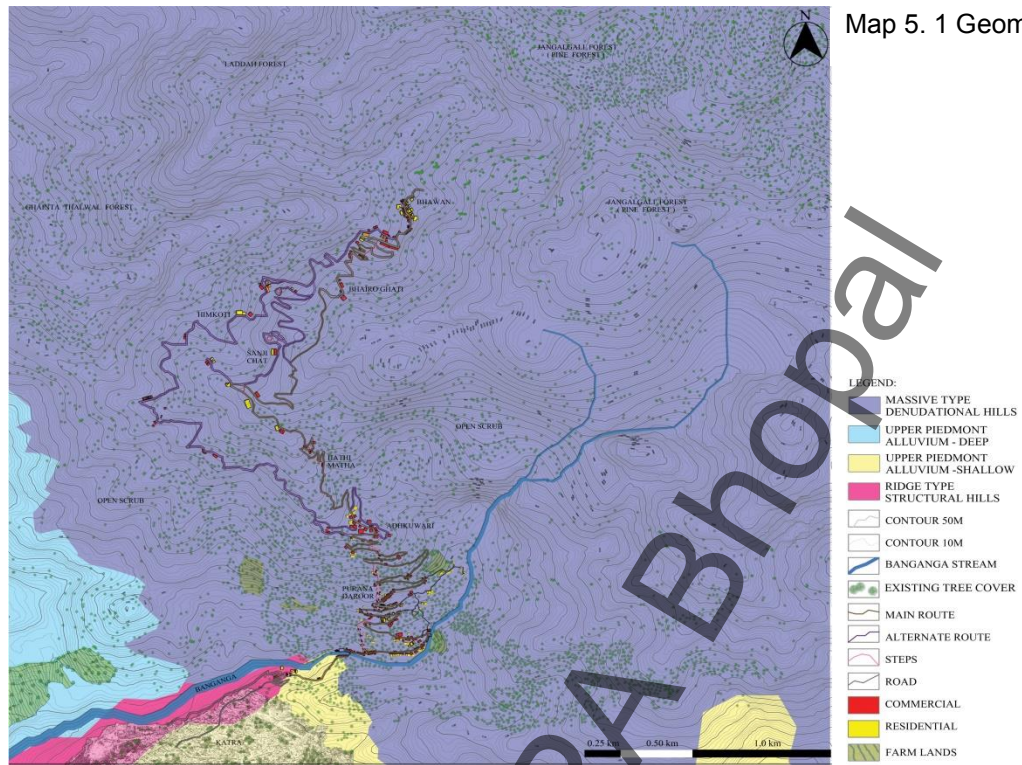 Map 5. 1 Geom
N
JANGALGALI FOREST
( PINE FOREST )
LADDAH FOREST
GHAINTA THALWAL FOREST
BHAWAN
JANGALGALI FOREST
( PINE FOREST )
BHAIRO GHATI
HIMKOTI
SANJI
CHAT
OPEN SCRUB
HATHI
MATHA
OPEN SCRUB
ADHKUWARI
PURANA
DAROOR
BANGANGA
KATRA
0.25 km 0.50 km 1.0 km
LEGEND:
MASSIVE TYPE
DENUDATIONAL HILLS
UPPER PIEDMONT
ALLUVIUM - DEEP
UPPER PIEDMONT
ALLUVIUM -SHALLOW
RIDGE TYPE
STRUCTURAL HILLS
CONTOUR 50M
CONTOUR 10M
BANGANGA STREAM
EXISTING TREE COVER
MAIN ROUTE
ALTERNATE ROUTE
STEPS
ROAD
COMMERCIAL
RESIDENTIAL
FARM LANDS
PA Bhopal